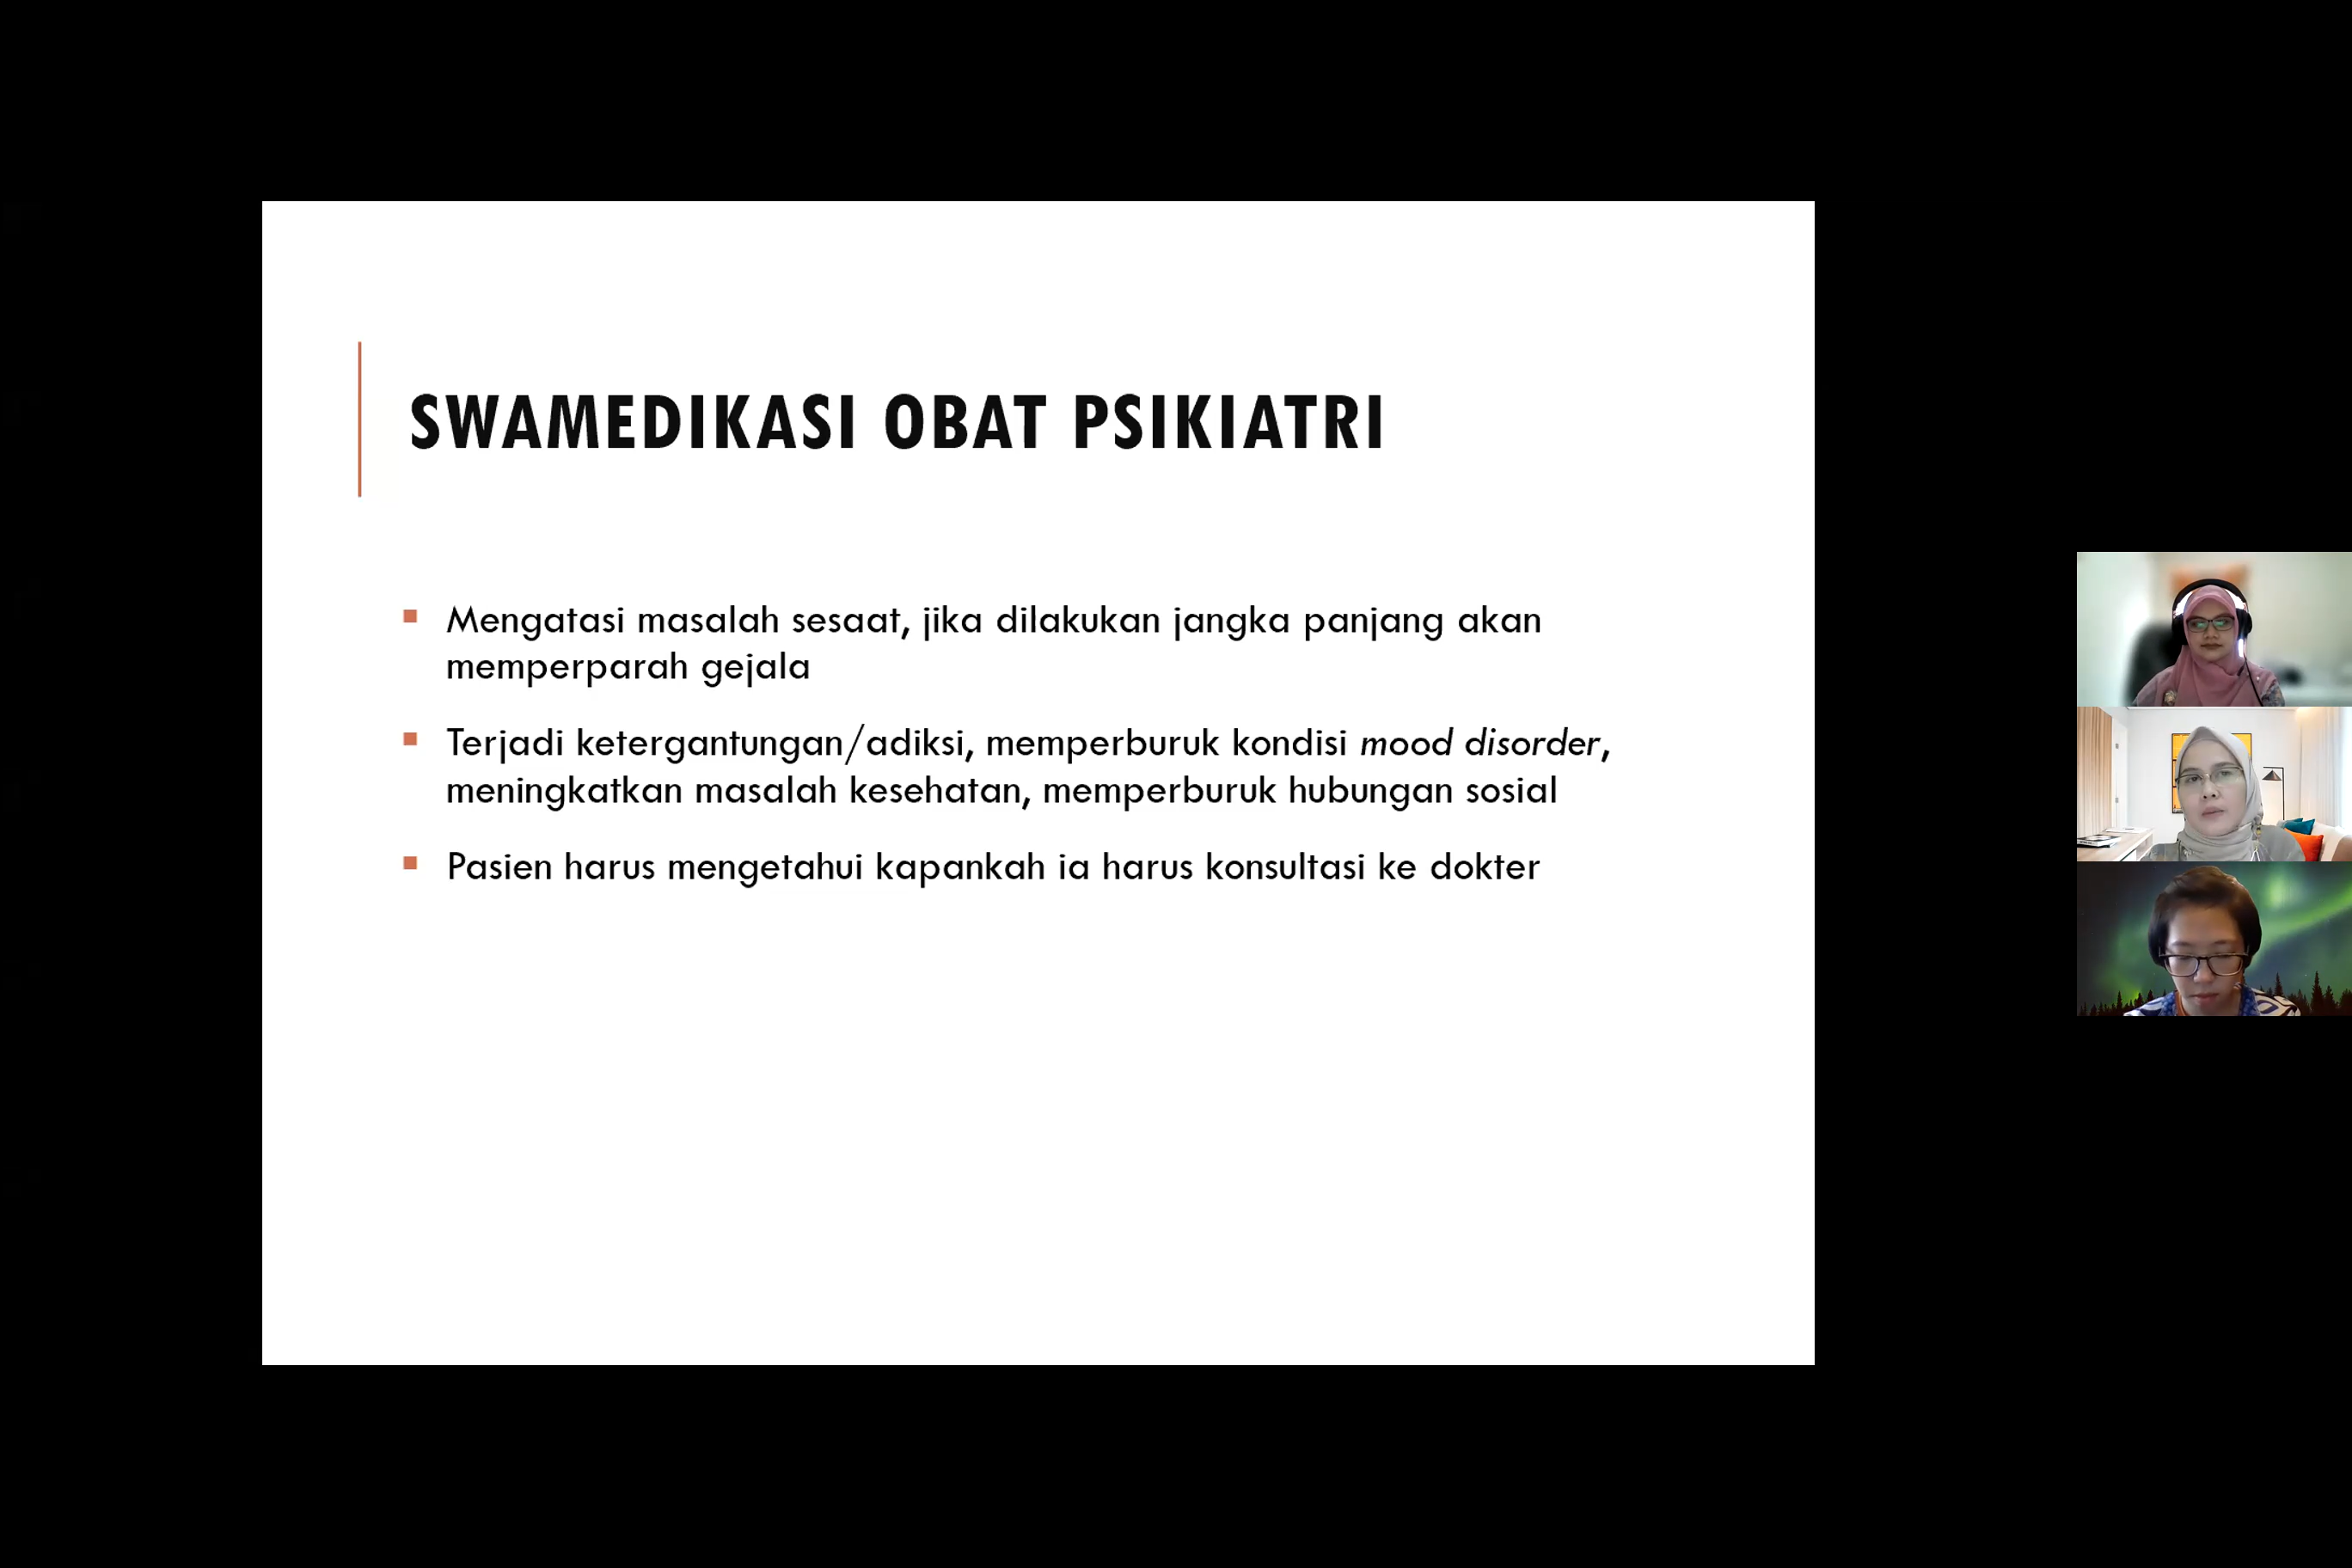 SWAMEDIKASI OBAT PSIKIATRI
Mengatasi masalah sesaat, jika dilakukan jangka panjang akan
memperparah gejala
Terjadi ketergantungan/adiksi, memperburuk kondisi mood disorder,
meningkatkan masalah kesehatan, memperburuk hubungan sosial
Pasien harus mengetahui kapankah ia harus konsultasi ke dokter